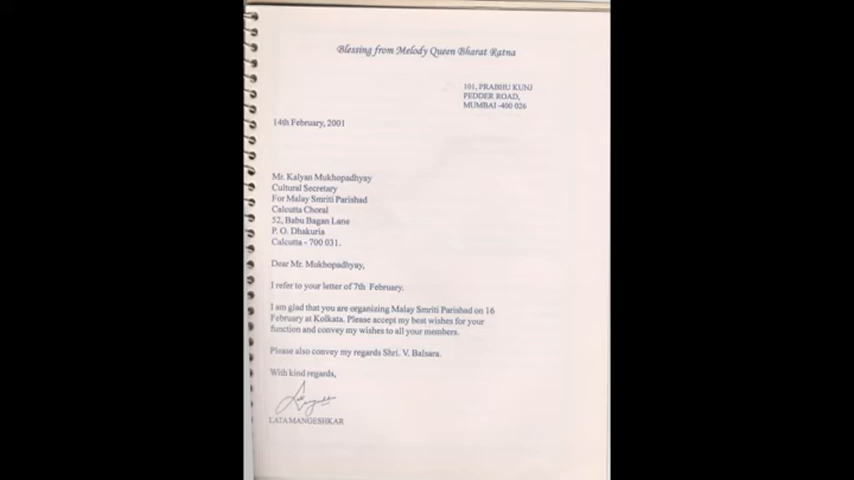 Blessing from Melody Queen Bharat Ratna
101, PRABHU KUNJ
PEDDER ROAD,
MUMBAI -400 026
14th February, 2001
Mr. Kalyan Mukhopadhyay
Cultural Secretary
For Malay Smriti Parishad
Calcutta Choral
52, Babu Bagan Lane
P. O. Dhakuria
Calcutta - 700 031.
Dear Mr. Mukhopadhyay,
I refer to your letter of 7th February.
I am glad that you are organizing Malay Smriti Parishad on 16
February at Kolkata. Please accept my best wishes for your
function and convey my wishes to all your members.
Please also convey my regards Shri. V. Balsara.
With kind regards,
LATA MANGESHKAR